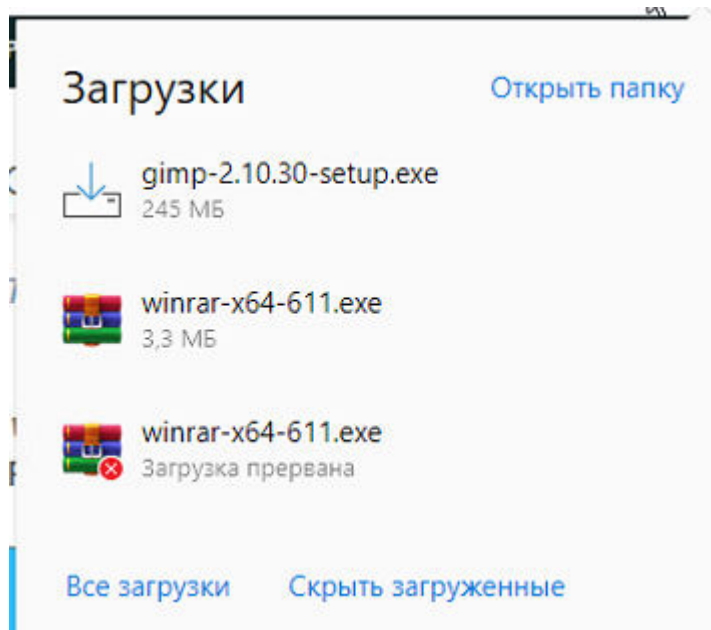 Загрузки
Открыть папку
gimp-2.10.30-setup.exe
245 МБ
winrar-x64-611.exe
3,3 МБ
winrar-x64-611.exe
Загрузка прервана
Все загрузки
Скрыть загруженные